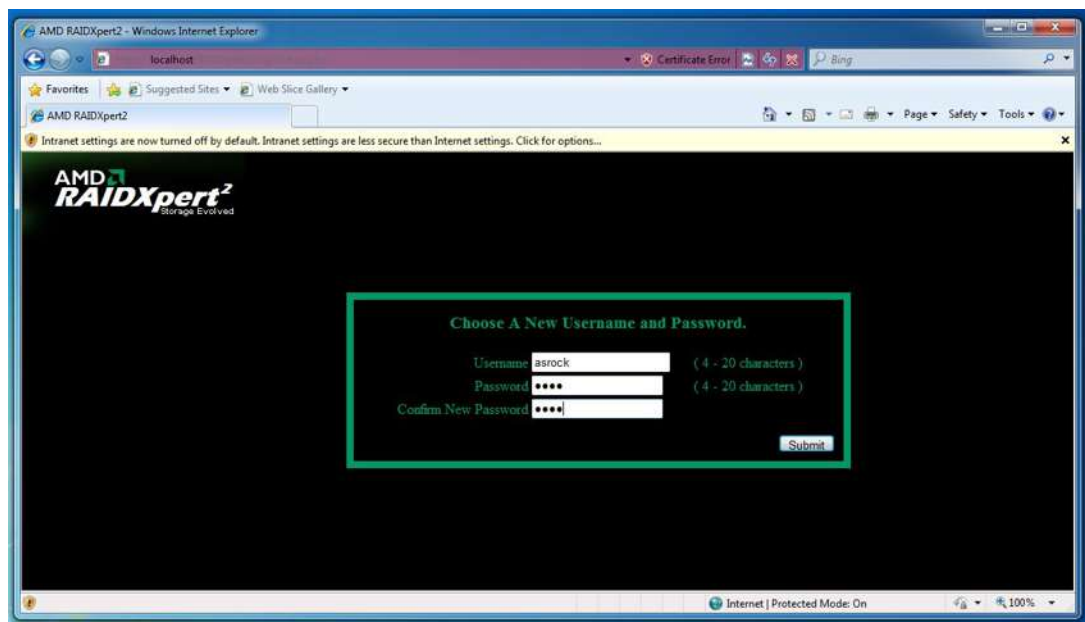 AMD RAIDXpert2 - Windows Internet Explorer
localhost
Certificate Error
Bing
Favorites
Suggested Sites
Web Slice Gallery
AMD RAIDXpert2
Page
Safety
Tools
Intranet settings are now turned off by default. Intranet settings are less secure than Internet settings. Click for options...
AMD
RAIDXpert2
Storage Evolved
Choose A New Username and Password.
Username asrock ( 4 - 20 characters )
Password •••• ( 4 - 20 characters )
Confirm New Password ••••
Submit
Internet | Protected Mode: On
100%